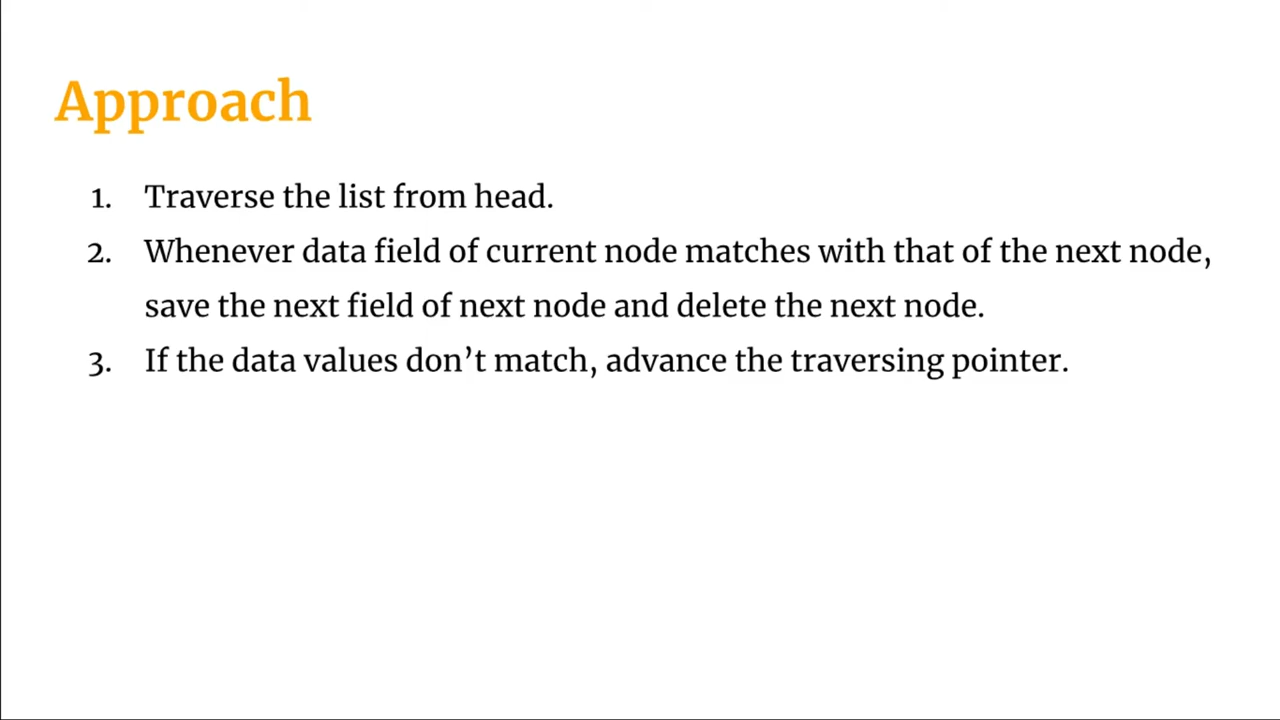 Approach
1. Traverse the list from head.
2. Whenever data field of current node matches with that of the next node,
save the next field of next node and delete the next node.
3. If the data values don’t match, advance the traversing pointer.